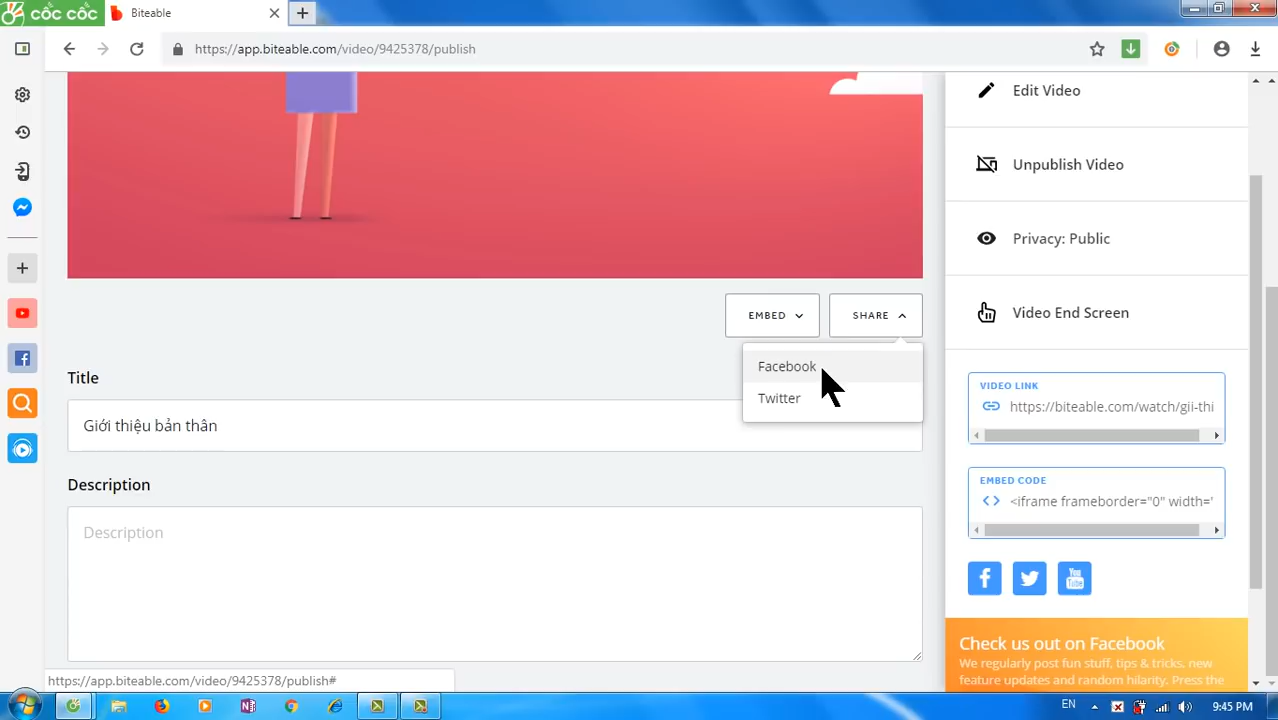 cốc cốc
Biteable
https://app.biteable.com/video/9425378/publish
Edit Video
Unpublish Video
Privacy: Public
Video End Screen
EMBED
SHARE
Facebook
Twitter
Title
Giới thiệu bản thân
Description
Description
VIDEO LINK
https://biteable.com/watch/gii-thi
EMBED CODE
<iframe frameborder="0" width="
You
Tube
Check us out on Facebook
We regularly post fun stuff, tips & tricks, new
feature updates and random hilarity. Press the
https://app.biteable.com/video/9425378/publish#
EN
9:45 PM